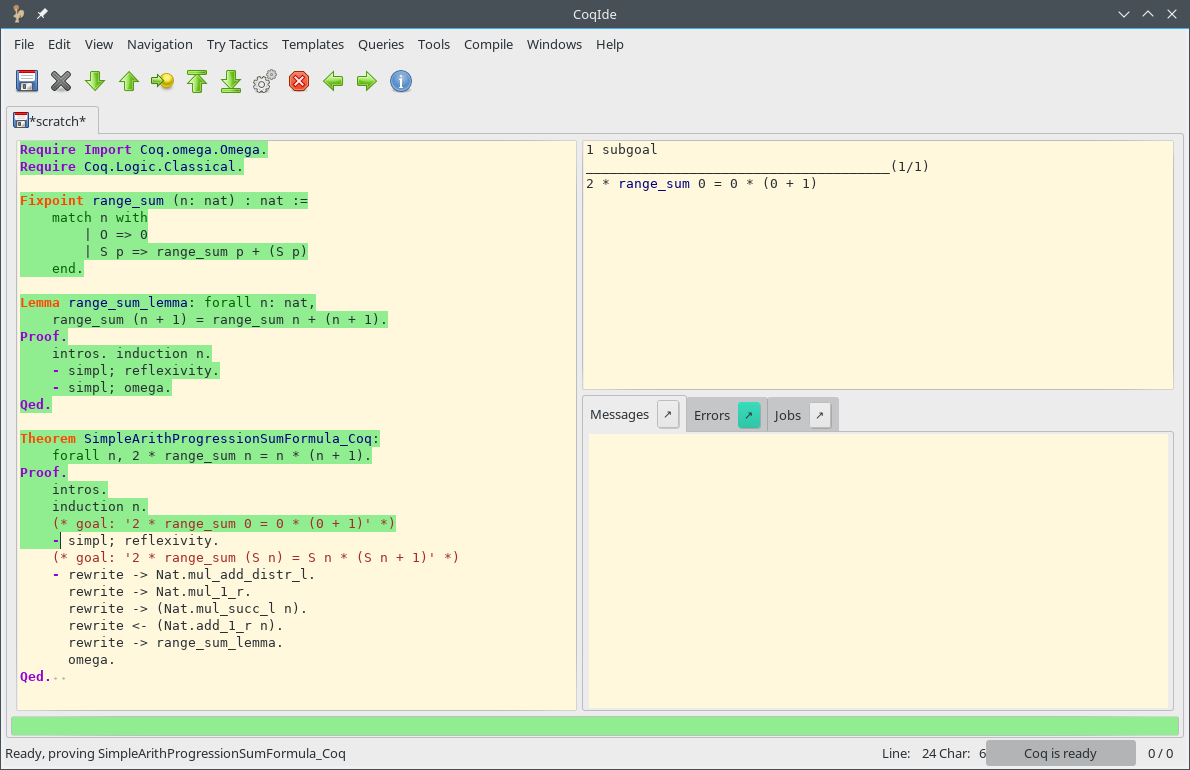 CoqIde
File Edit View Navigation Try Tactics Templates Queries Tools Compile Windows Help
*scratch*
Require Import Coq.omega.Omega.
Require Coq.Logic.Classical.
Fixpoint range_sum (n: nat) : nat :=
    match n with
        | O => 0
        | S p => range_sum p + (S p)
    end.
Lemma range_sum_lemma: forall n: nat,
    range_sum (n + 1) = range_sum n + (n + 1).
Proof.
    intros. induction n.
    - simpl; reflexivity.
    - simpl; omega.
Qed.
Theorem SimpleArithProgressionSumFormula_Coq:
    forall n, 2 * range_sum n = n * (n + 1).
Proof.
    intros.
    induction n.
    (* goal: '2 * range_sum 0 = 0 * (0 + 1)' *)
    - simpl; reflexivity.
    (* goal: '2 * range_sum (S n) = S n * (S n + 1)' *)
    - rewrite -> Nat.mul_add_distr_l.
      rewrite -> Nat.mul_1_r.
      rewrite -> (Nat.mul_succ_l n).
      rewrite <- (Nat.add_1_r n).
      rewrite -> range_sum_lemma.
      omega.
Qed.
1 subgoal
______________________________________(1/1)
2 * range_sum 0 = 0 * (0 + 1)
Messages Errors Jobs
Ready, proving SimpleArithProgressionSumFormula_Coq
Line: 24 Char: 6 Coq is ready 0 / 0